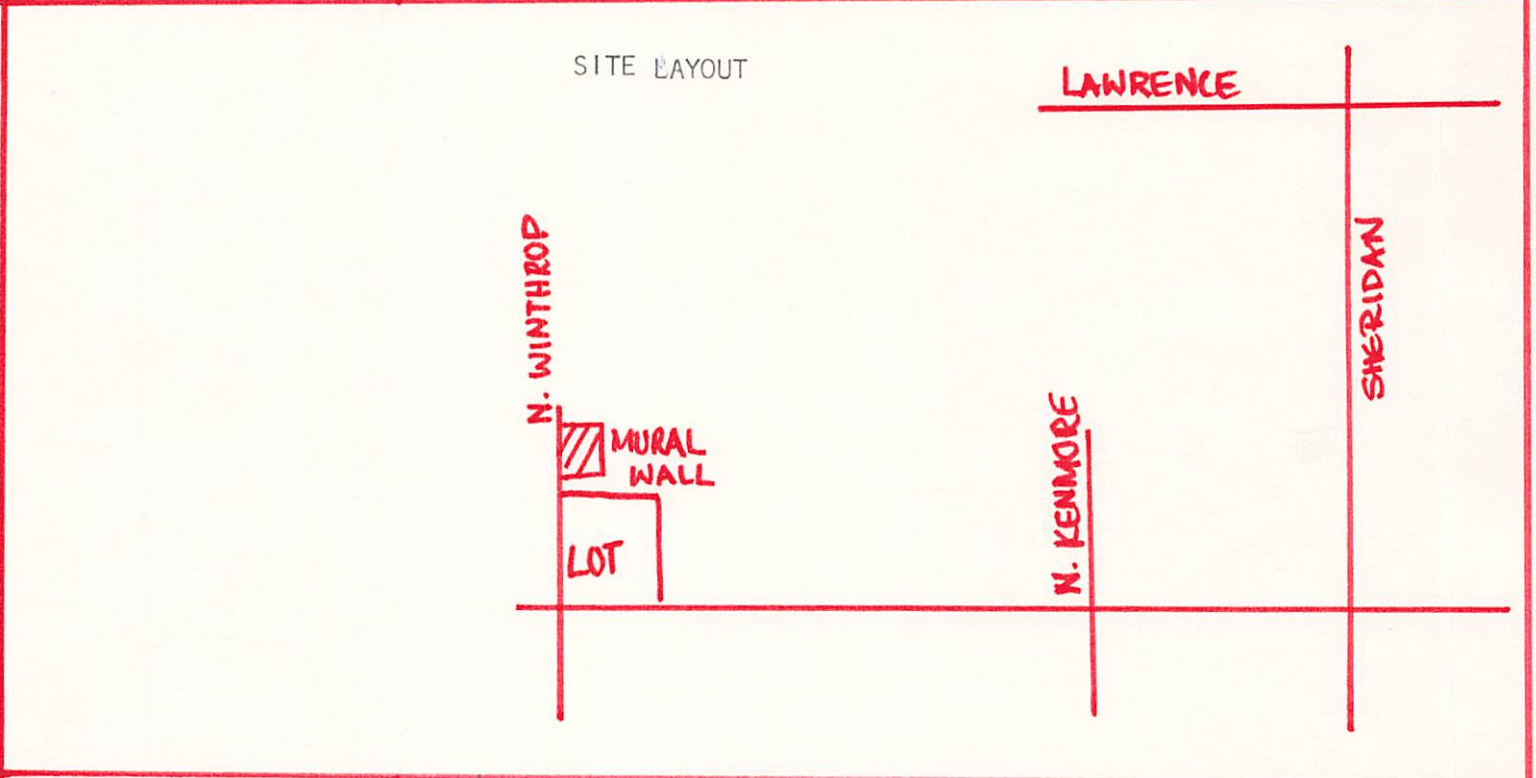 SITE LAYOUT
LAWRENCE
N. WINTHROP
SHERIDAN
N. KENMORE
MURAL
WALL
LOT